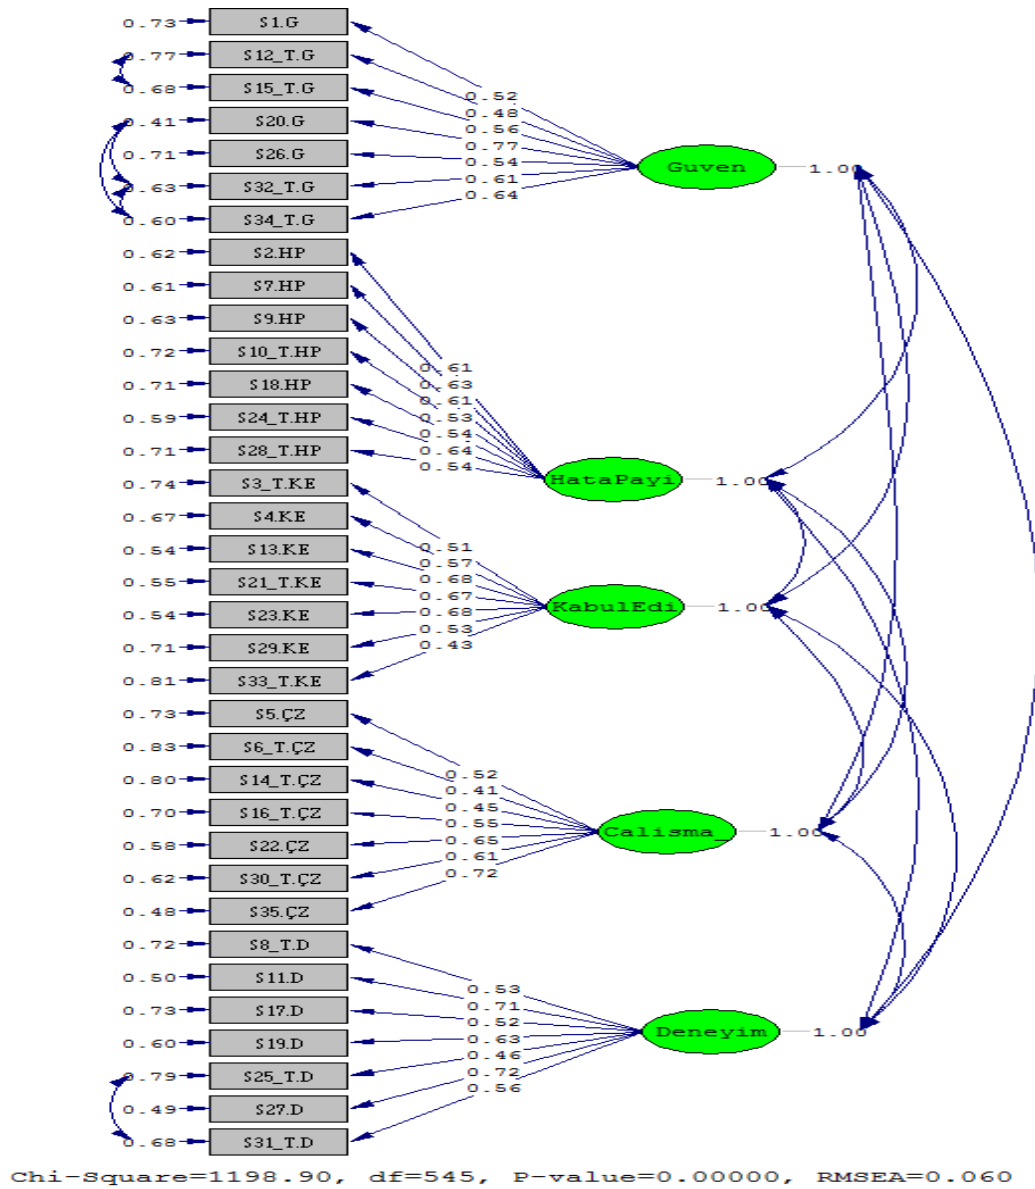 0.73 S1.G
0.77 S12_T.G
0.68 S15_T.G
0.41 S20.G
0.71 S26.G
0.63 S32_T.G
0.60 S34_T.G
0.62 S2.HP
0.61 S7.HP
0.63 S9.HP
0.72 S10_T.HP
0.71 S18.HP
0.59 S24_T.HP
0.71 S28_T.HP
0.74 S3_T.KE
0.67 S4.KE
0.54 S13.KE
0.55 S21_T.KE
0.54 S23.KE
0.71 S29.KE
0.81 S33_T.KE
0.73 S5.ÇZ
0.83 S6_T.ÇZ
0.80 S14_T.ÇZ
0.70 S16_T.ÇZ
0.58 S22.ÇZ
0.62 S30_T.ÇZ
0.48 S35.ÇZ
0.72 S8_T.D
0.50 S11.D
0.73 S17.D
0.60 S19.D
0.79 S25_T.D
0.49 S27.D
0.68 S31_T.D
0.52
0.48
0.56
0.77
0.54
0.61
0.64
Guven 1.00
0.61
0.63
0.61
0.53
0.54
0.64
0.54
HataPayi 1.00
0.51
0.57
0.68
0.67
0.68
0.53
0.43
KabulEdi 1.00
0.52
0.41
0.45
0.55
0.65
0.61
0.72
Calisma_ 1.00
0.53
0.71
0.52
0.63
0.46
0.72
0.56
Deneyim 1.00
Chi-Square=1198.90, df=545, P-value=0.00000, RMSEA=0.060